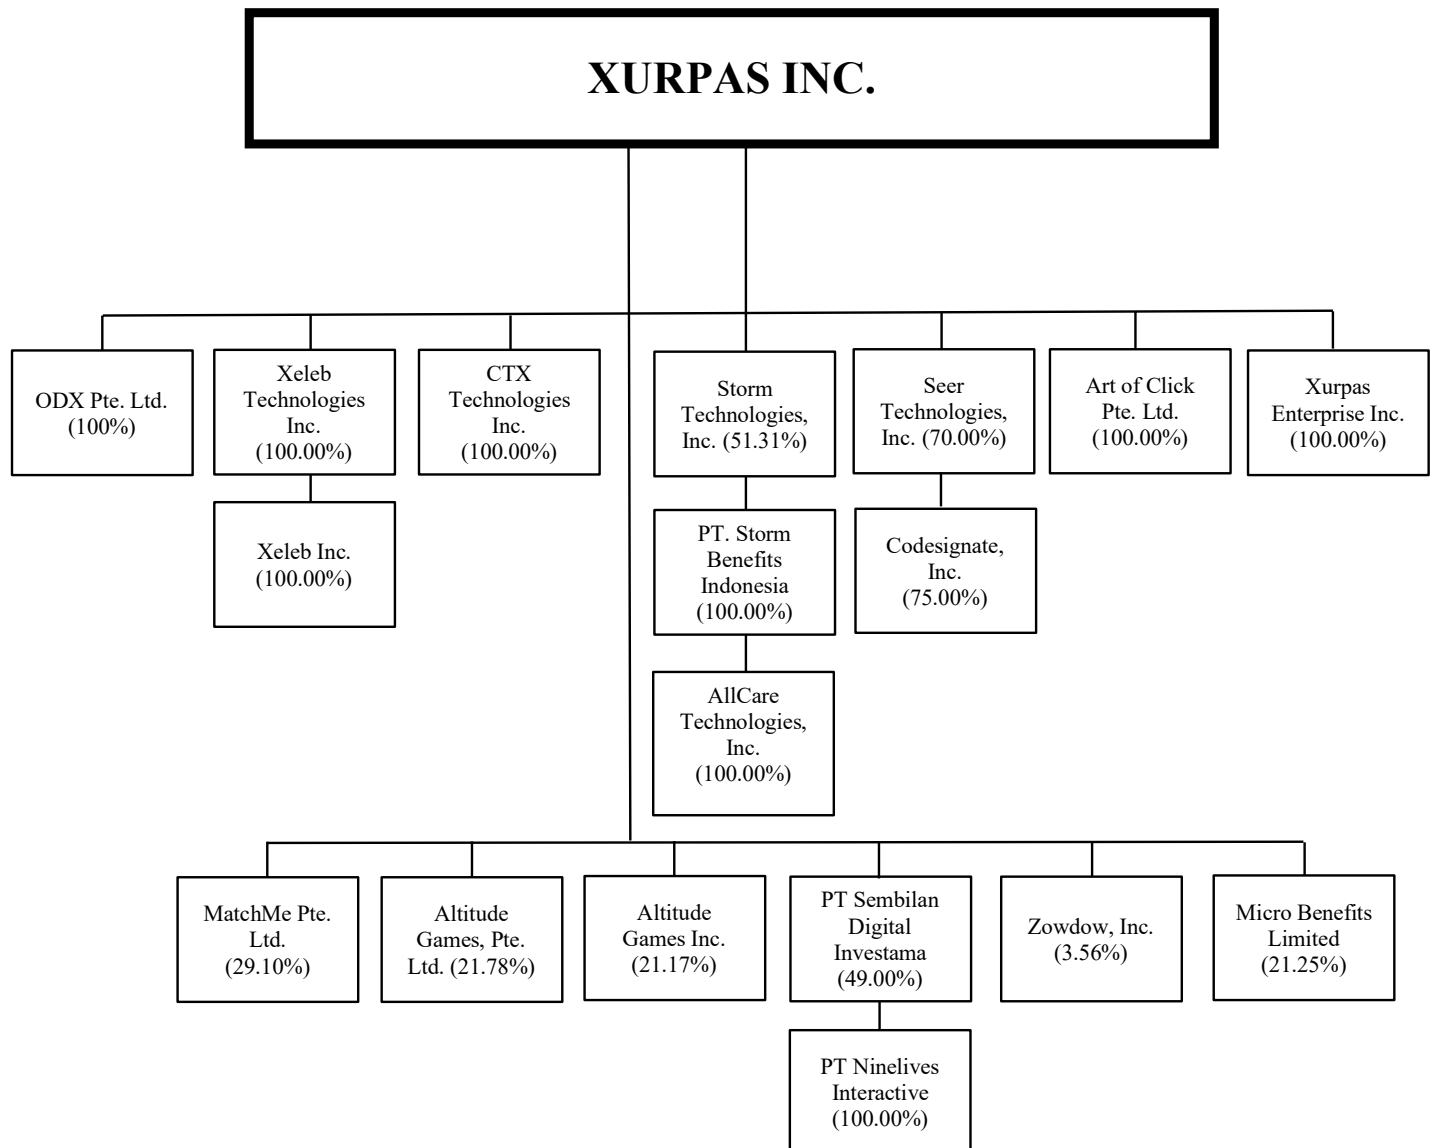 XURPAS INC.
ODX Pte. Ltd.
(100%)
Xeleb
Technologies
Inc.
(100.00%)
CTX
Technologies
Inc.
(100.00%)
Storm
Technologies,
Inc. (51.31%)
Seer
Technologies,
Inc. (70.00%)
Art of Click
Pte. Ltd.
(100.00%)
Xurpas
Enterprise Inc.
(100.00%)
Xeleb Inc.
(100.00%)
PT. Storm
Benefits
Indonesia
(100.00%)
Codesignate,
Inc.
(75.00%)
AllCare
Technologies,
Inc.
(100.00%)
MatchMe Pte.
Ltd.
(29.10%)
Altitude
Games, Pte.
Ltd. (21.78%)
Altitude
Games Inc.
(21.17%)
PT Sembilan
Digital
Investama
(49.00%)
Zowdow, Inc.
(3.56%)
Micro Benefits
Limited
(21.25%)
PT Ninelives
Interactive
(100.00%)